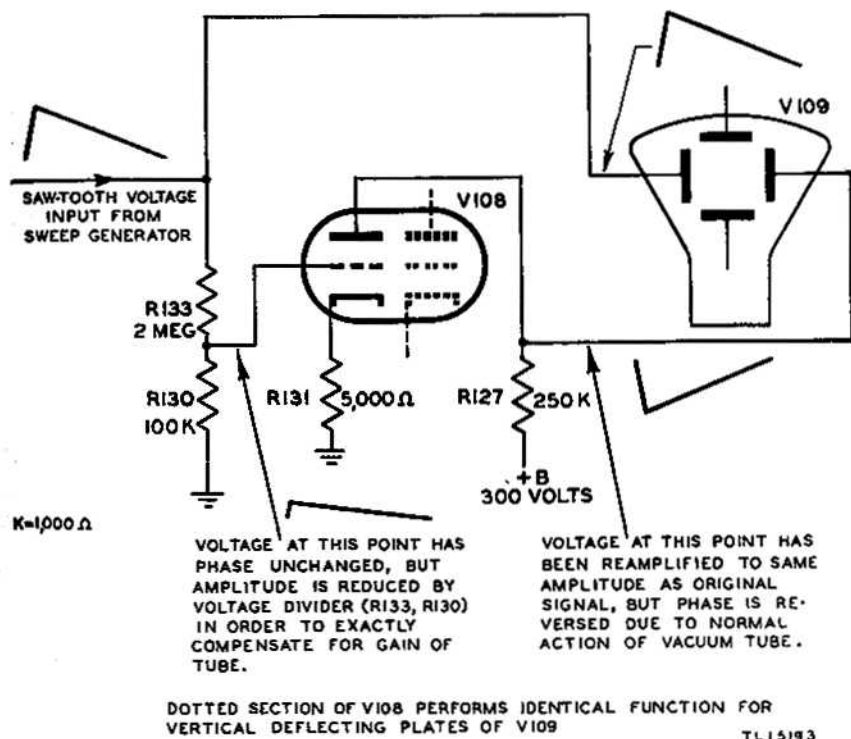 V109
SAW-TOOTH VOLTAGE
INPUT FROM
SWEEP GENERATOR
V108
R133
2 MEG
R130
100K
R131
5,000Ω
R127
250 K
+B
300 VOLTS
K=1,000 Ω
VOLTAGE AT THIS POINT HAS
PHASE UNCHANGED, BUT
AMPLITUDE IS REDUCED BY
VOLTAGE DIVIDER (R133, R130)
IN ORDER TO EXACTLY
COMPENSATE FOR GAIN OF
TUBE.
VOLTAGE AT THIS POINT HAS
BEEN REAMPLIFIED TO SAME
AMPLITUDE AS ORIGINAL
SIGNAL, BUT PHASE IS RE-
VERSED DUE TO NORMAL
ACTION OF VACUUM TUBE.
DOTTED SECTION OF V108 PERFORMS IDENTICAL FUNCTION FOR
VERTICAL DEFLECTING PLATES OF V109
TL15193